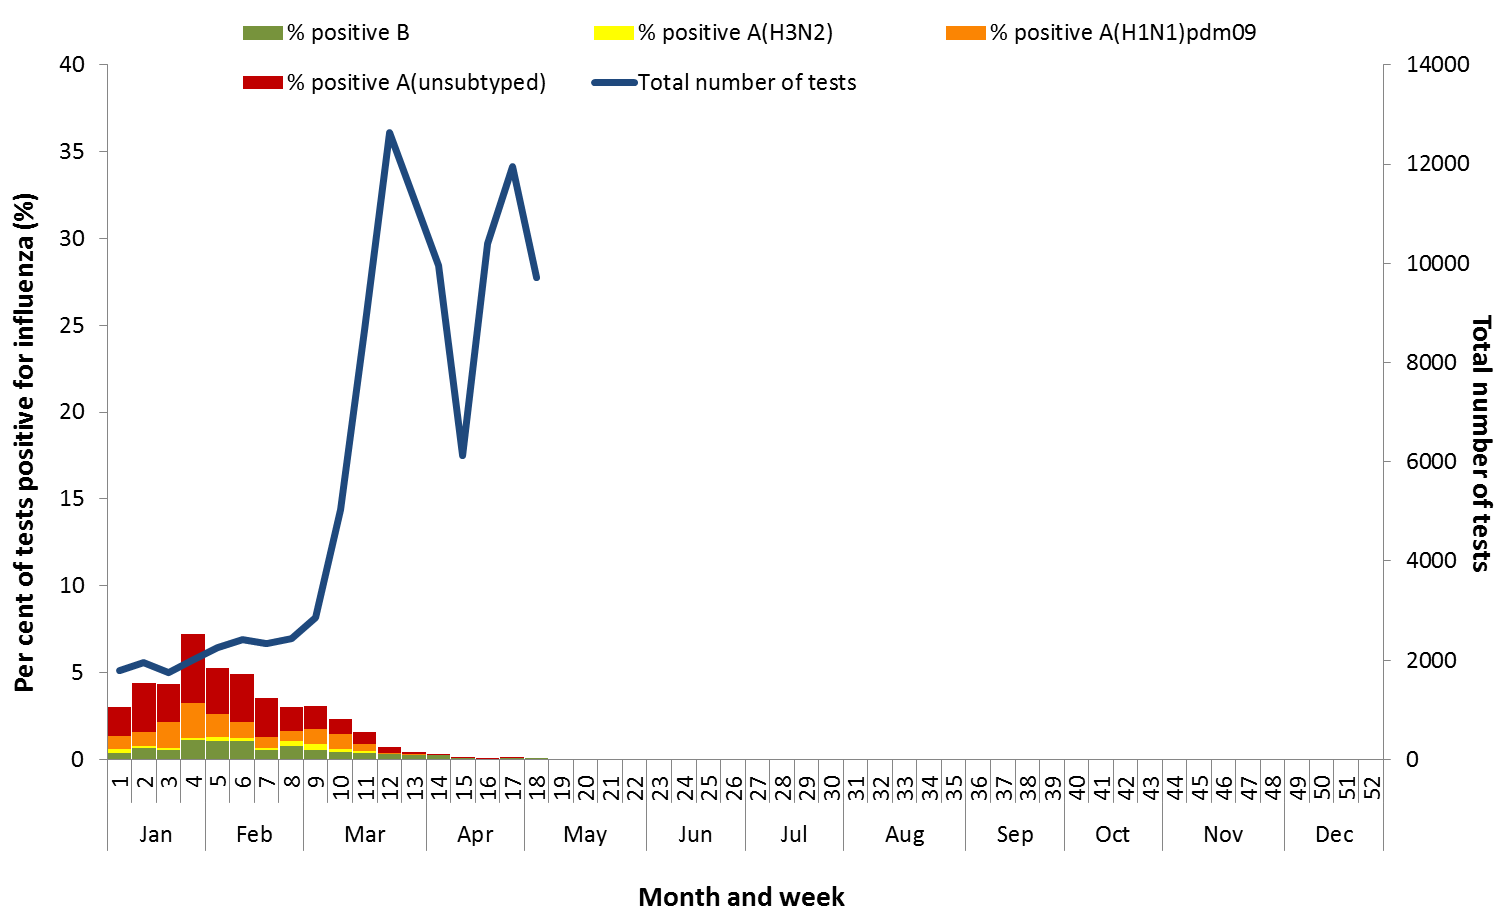 % positive B
% positive A(H3N2)
% positive A(H1N1)pdm09
% positive A(unsubtyped)
Total number of tests
Per cent of tests positive for influenza (%)
40
35
30
25
20
15
10
5
0
14000
12000
10000
8000
6000
4000
2000
0
Total number of tests
1 2 3 4 5 6 7 8 9 10 11 12 13 14 15 16 17 18 19 20 21 22 23 24 25 26 27 28 29 30 31 32 33 34 35 36 37 38 39 40 41 42 43 44 45 46 47 48 49 50 51 52
Jan Feb Mar Apr May Jun Jul Aug Sep Oct Nov Dec
Month and week